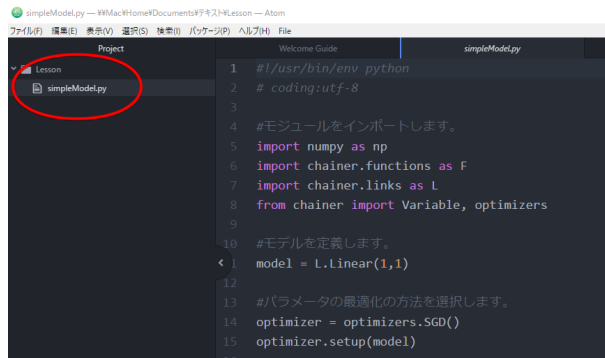 simpleModel.py — ¥¥Mac¥Home¥Documents¥テキスト¥Lesson — Atom
ファイル(F) 編集(E) 表示(V) 選択(S) 検索(I) パッケージ(P) ヘルプ(H) File
Project
Lesson
simpleModel.py
Welcome Guide
simpleModel.py
1 #!/usr/bin/env python
2 # coding:utf-8
3
4 #モジュールをインポートします。
5 import numpy as np
6 import chainer.functions as F
7 import chainer.links as L
8 from chainer import Variable, optimizers
9
10 #モデルを定義します。
1 model = L.Linear(1,1)
12
13 #パラメータの最適化の方法を選択します。
14 optimizer = optimizers.SGD()
15 optimizer.setup(model)